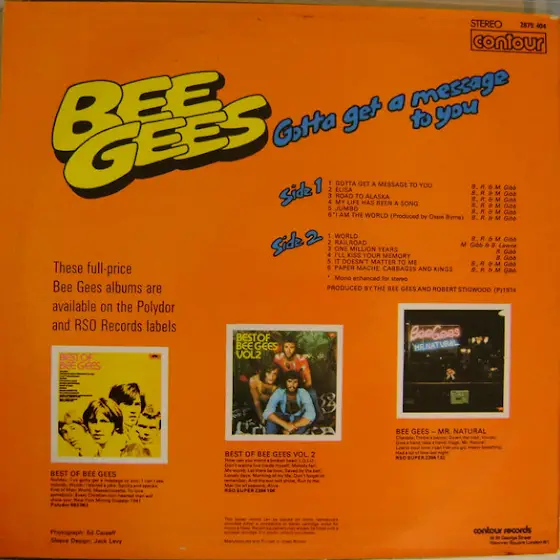 STEREO 2870 404
contour
BEE
GEES
Gotta get a message
to you
Side 1
1 GOTTA GET A MESSAGE TO YOU B., R. & M. Gibb
2 ELISA B., R. & M. Gibb
3 ROAD TO ALASKA B., R. & M. Gibb
4 MY LIFE HAS BEEN A SONG B., R. & M. Gibb
5 JUMBO B., R. & M. Gibb
6 *I AM THE WORLD (Produced by Ossie Byrne) B., R. & M. Gibb
Side 2
1. WORLD B., R. & M. Gibb
2 RAILROAD M. Gibb & B. Lawrie
3 ONE MILLION YEARS R. Gibb
4 I'LL KISS YOUR MEMORY B. Gibb
5 IT DOESN'T MATTER TO ME B., R. & M. Gibb
6 PAPER MACHE, CABBAGES AND KINGS B., R. & M. Gibb
* Mono enhanced for stereo
PRODUCED BY THE BEE GEES AND ROBERT STIGWOOD (P)1974
These full-price
Bee Gees albums are
available on the Polydor
and RSO Records labels
BEST OF
BEE GEES
BEST OF
BEE GEES
VOL2
BeeGees
MR. NATURAL
BEST OF BEE GEES
BEST OF BEE GEES VOL. 2
BEE GEES – MR. NATURAL
Photograph: Ed Caraeff
Sleeve Design: Jack Levy
contour records